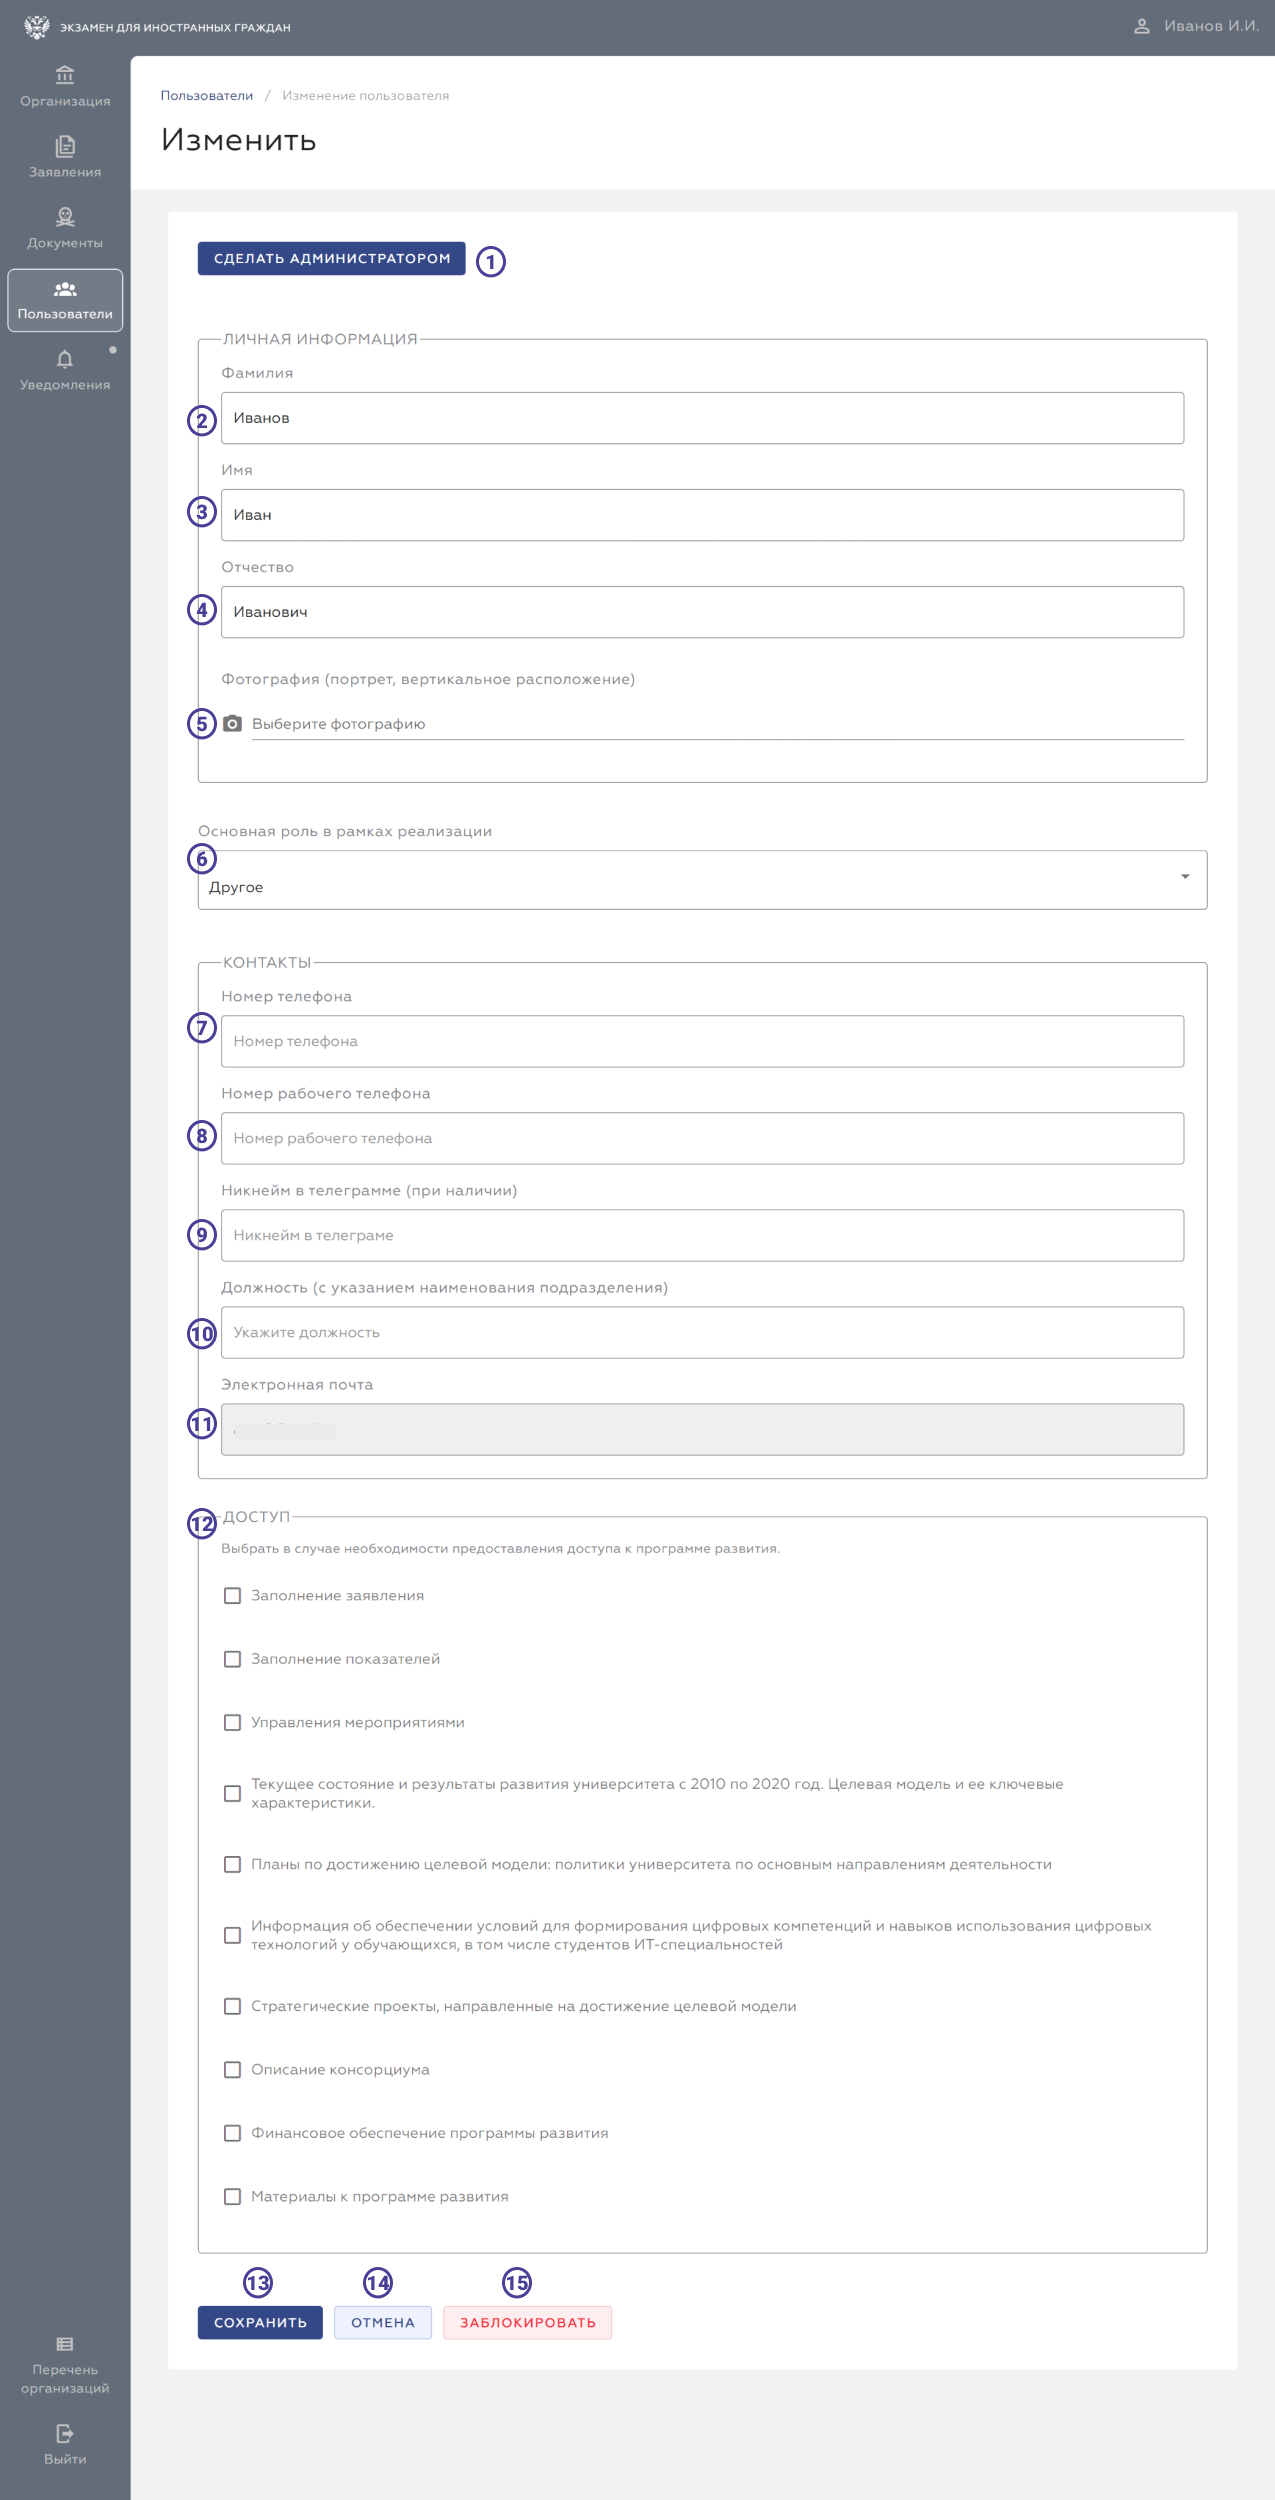 ЭКЗАМЕН ДЛЯ ИНОСТРАННЫХ ГРАЖДАН
Иванов И.И.
Организация
Заявления
Документы
Пользователи
Уведомления
Пользователи / Изменение пользователя
Изменить
СДЕЛАТЬ АДМИНИСТРАТОРОМ
1
ЛИЧНАЯ ИНФОРМАЦИЯ
Фамилия
2
Иванов
Имя
3
Иван
Отчество
4
Иванович
Фотография (портрет, вертикальное расположение)
5
Выберите фотографию
Основная роль в рамках реализации
6
Другое
КОНТАКТЫ
Номер телефона
7
Номер телефона
Номер рабочего телефона
8
Номер рабочего телефона
Никнейм в телеграмме (при наличии)
9
Никнейм в телеграме
Должность (с указанием наименования подразделения)
10
Укажите должность
Электронная почта
11
12
ДОСТУП
Выбрать в случае необходимости предоставления доступа к программе развития.
Заполнение заявления
Заполнение показателей
Управления мероприятиями
Текущее состояние и результаты развития университета с 2010 по 2020 год. Целевая модель и ее ключевые
характеристики.
Планы по достижению целевой модели: политики университета по основным направлениям деятельности
Информация об обеспечении условий для формирования цифровых компетенций и навыков использования цифровых
технологий у обучающихся, в том числе студентов ИТ-специальностей
Стратегические проекты, направленные на достижение целевой модели
Описание консорциума
Финансовое обеспечение программы развития
Материалы к программе развития
13
14
15
СОХРАНИТЬ
ОТМЕНА
ЗАБЛОКИРОВАТЬ
Перечень
организаций
Выйти